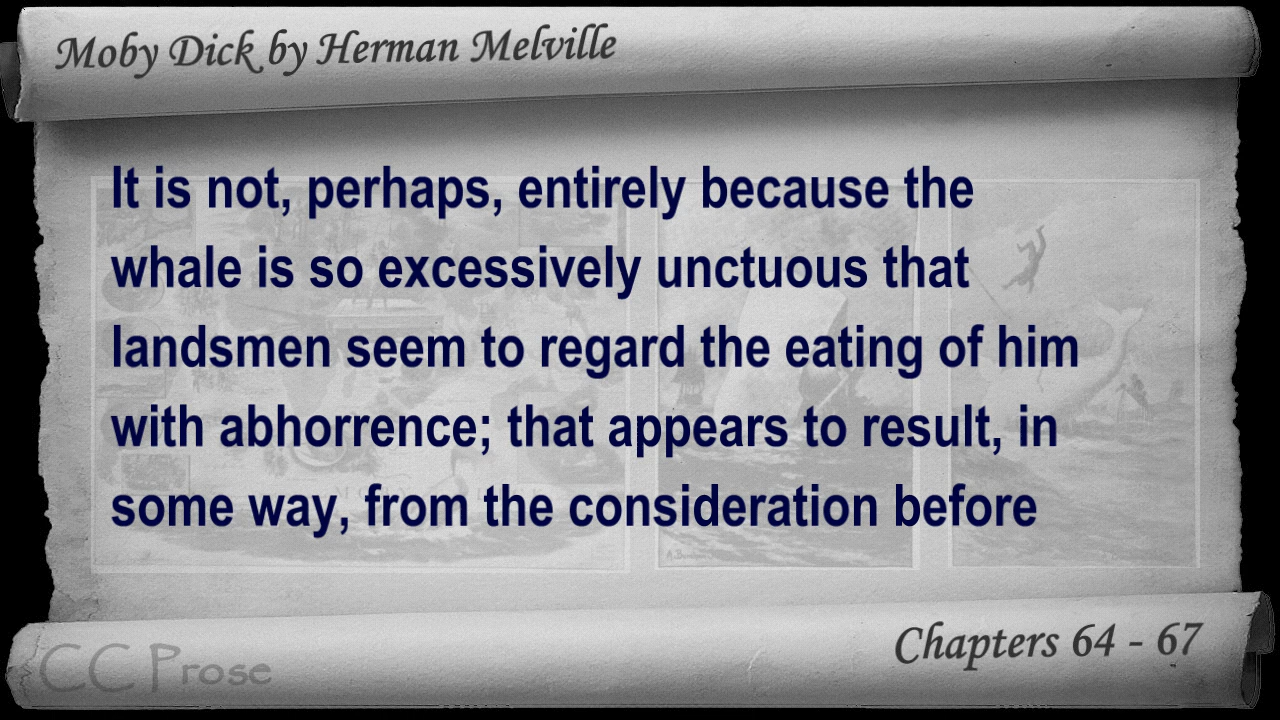 Moby Dick by Herman Melville
It is not, perhaps, entirely because the
whale is so excessively unctuous that
landsmen seem to regard the eating of him
with abhorrence; that appears to result, in
some way, from the consideration before
Chapters 64 - 67
CC Prose